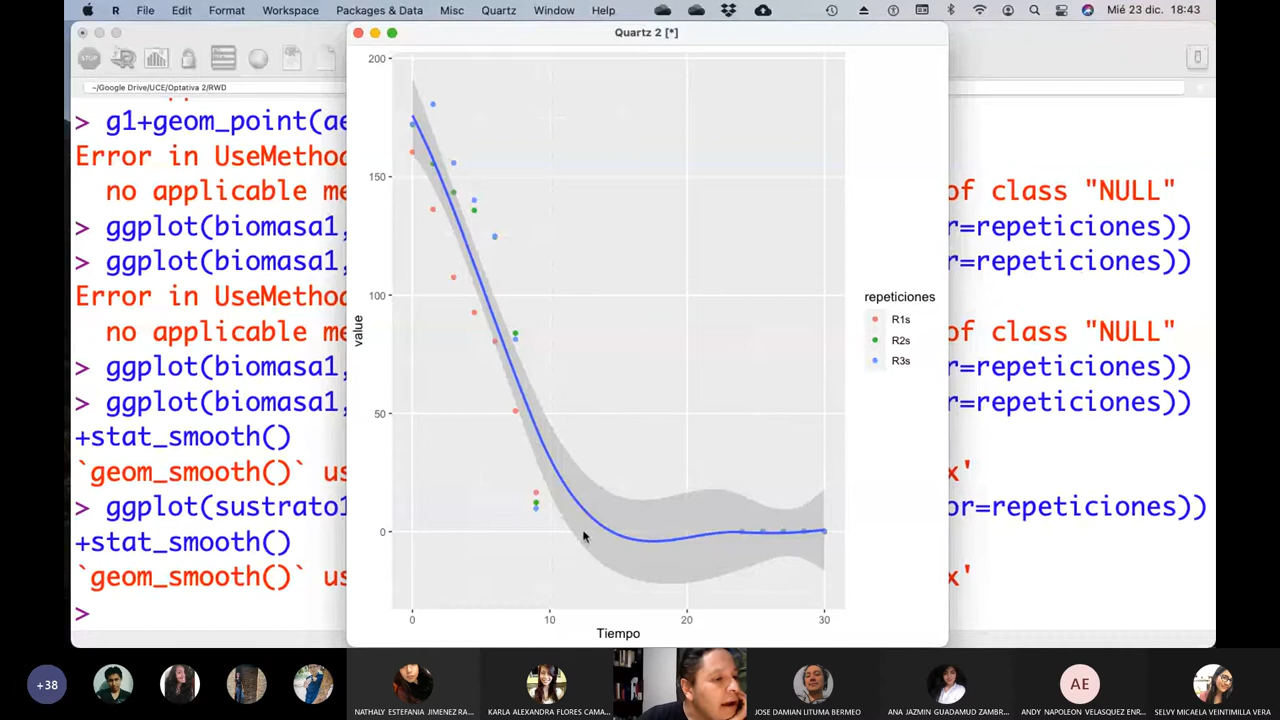 R File Edit Format Workspace Packages & Data Misc Quartz Window Help Mié 23 dic. 18:43
Quartz 2 [*]
STOP
~/Google Drive/UCE/Optativa 2/RWD
> g1+geom_point(ae
Error in UseMetho
no applicable me of class "NULL"
> ggplot(biomasa1, r=repeticiones))
> ggplot(biomasa1, r=repeticiones))
Error in UseMetho
no applicable me of class "NULL"
> ggplot(biomasa1, r=repeticiones))
> ggplot(biomasa1, r=repeticiones))
+stat_smooth()
`geom_smooth()` us x'
> ggplot(sustrato1 or=repeticiones))
+stat_smooth()
`geom_smooth()` us x'
>
200
150
100
50
0
value
0 10 20 30
Tiempo
repeticiones
R1s
R2s
R3s
+38
NATHALY ESTEFANIA JIMENEZ RA... KARLA ALEXANDRA FLORES CAMA... JOSE DAMIAN LITUMA BERMEO ANA JAZMIN GUADAMUD ZAMBR... AE ANDY NAPOLEON VELASQUEZ ENR... SELVY MICAELA VEINTIMILLA VERA